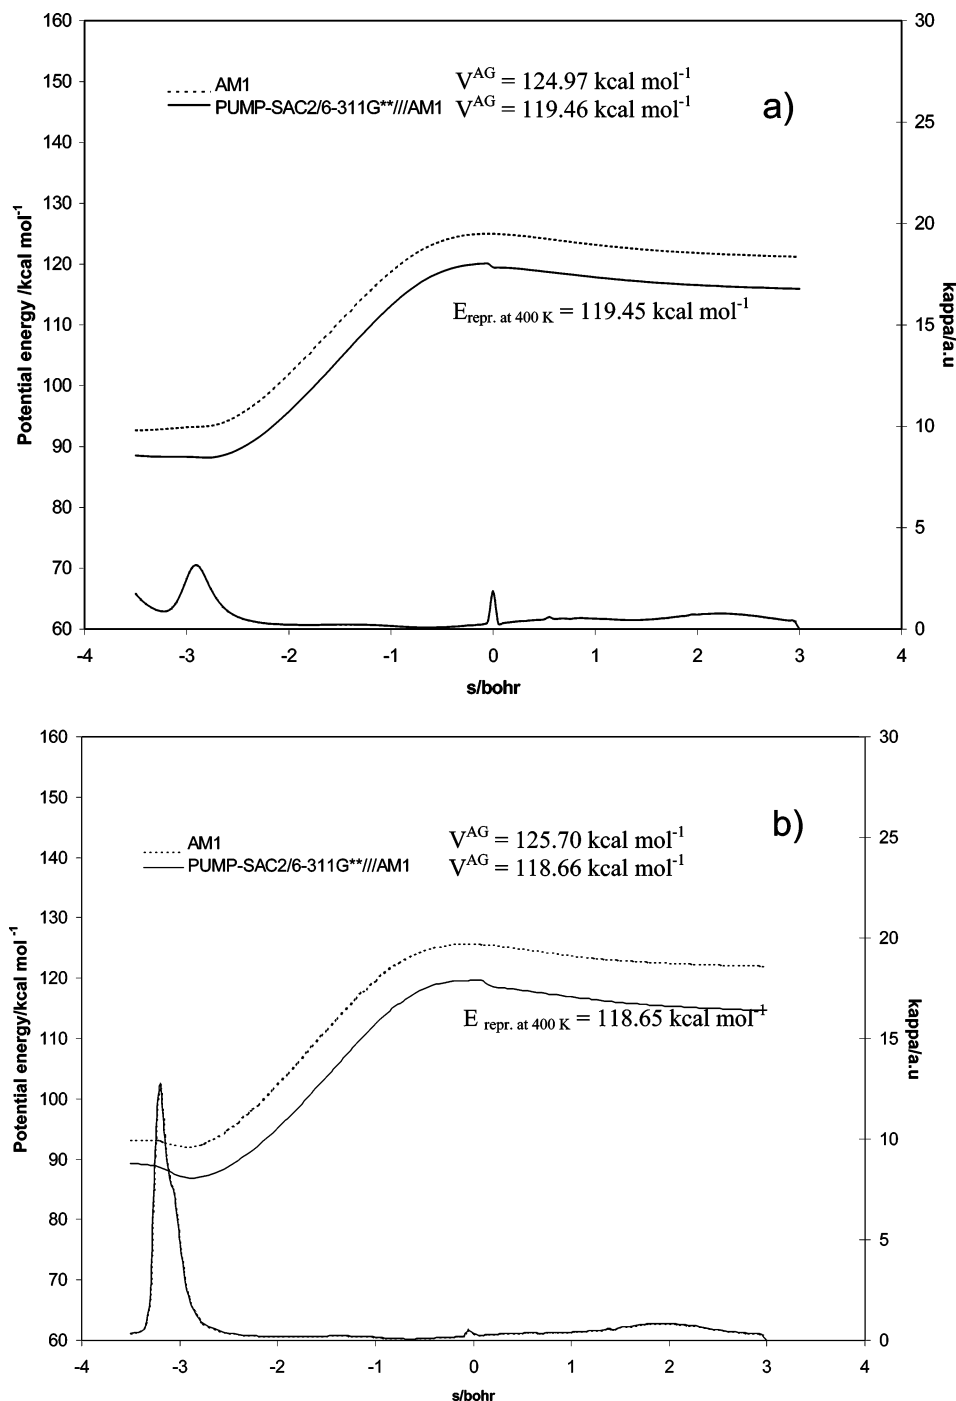 160
150
140
130
120
110
100
90
80
70
60
Potential energy /kcal mol-1
AM1
PUMP-SAC2/6-311G**///AM1
VAG = 124.97 kcal mol-1
VAG = 119.46 kcal mol-1
a)
Erepr. at 400 K = 119.45 kcal mol-1
30
25
20
15
10
5
0
kappa/a.u
-4 -3 -2 -1 0 1 2 3 4
s/bohr
160
150
140
130
120
110
100
90
80
70
60
Potential energy/kcal mol -1
AM1
PUMP-SAC2/6-311G**///AM1
VAG = 125.70 kcal mol-1
VAG = 118.66 kcal mol-1
b)
E repr. at 400 K = 118.65 kcal mol-1
30
25
20
15
10
5
0
kappa/a.u
-4 -3 -2 -1 0 1 2 3 4
s/bohr